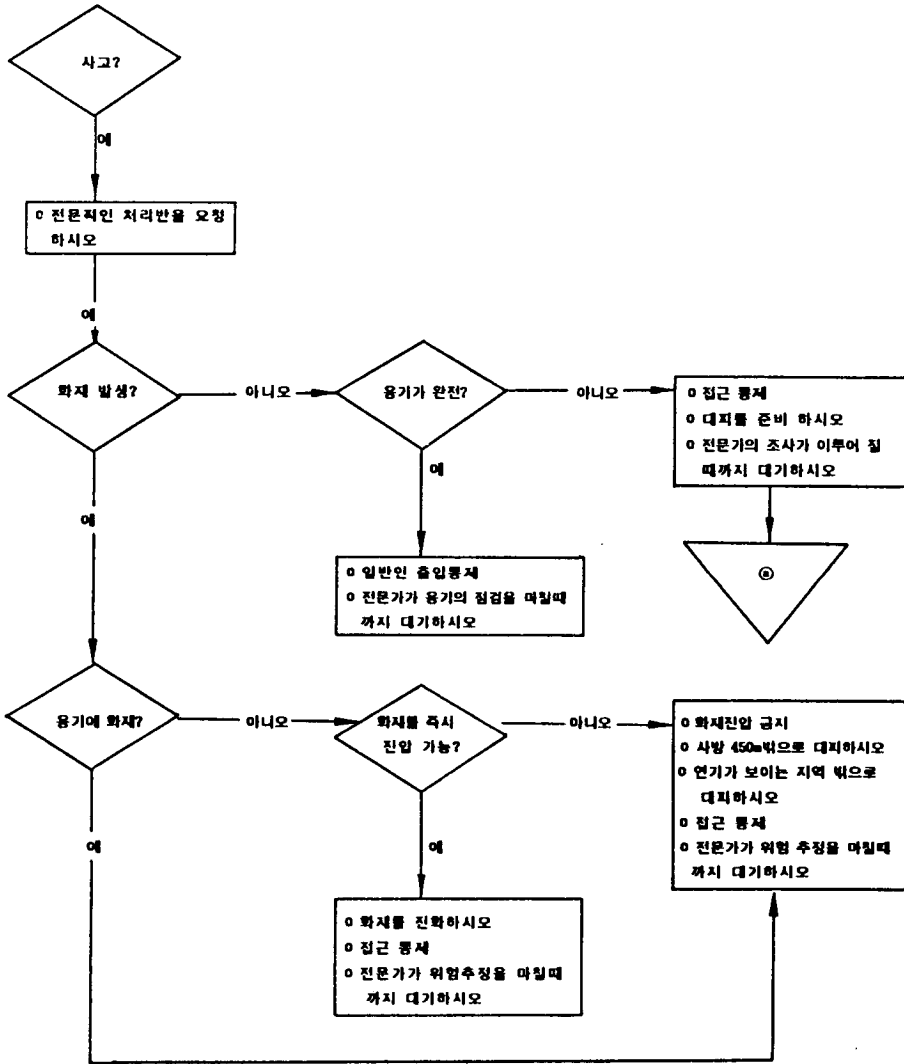 사고?
예
o 전문적인 처리반을 요청
하시오
예
화재 발생?
아니오
용기가 완전?
아니오
o 접근 통제
o 대피를 준비 하시오
o 전문가의 조사가 이루어 질
때까지 대기하시오
예
예
o 일반인 출입통제
o 전문가가 용기의 점검을 마칠때
까지 대기하시오
용기에 화재?
아니오
화재를 즉시
진압 가능?
아니오
o 화재진압 금지
o 사방 450m밖으로 대피하시오
o 연기가 보이는 지역 밖으로
대피하시오
o 접근 통제
o 전문가가 위험 추정을 마칠때
까지 대기하시오
예
예
o 화재를 진화하시오
o 접근 통제
o 전문가가 위험추정을 마칠때
까지 대기하시오